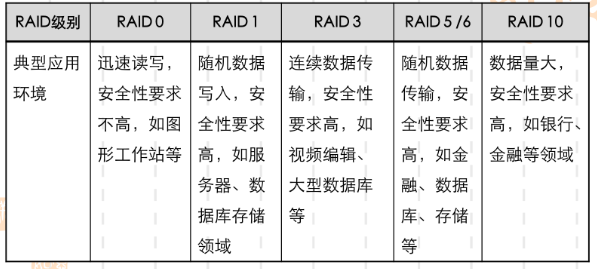 RAID级别 RAID 0 RAID 1 RAID 3 RAID 5 /6 RAID 10
典型应用 迅速读写， 随机数据 连续数据传 随机数据 数据量大，
环境 安全性要求 写入，安 输，安全性 传输，安 安全性要求
不高，如图 全性要求 要求高，如 全性要求 高，如银行、
形工作站等 高，如服 视频编辑、 高，如金 金融等领域
务器、数 大型数据库 融、数据
据库存储 等 库、存储
领域 等